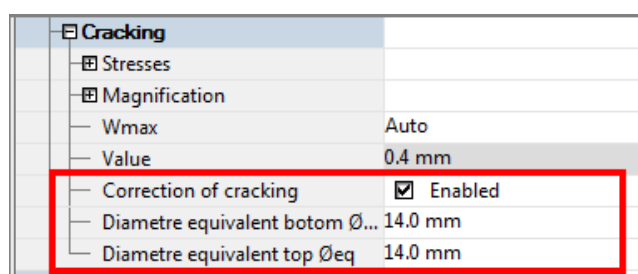 Cracking
Stresses
Magnification
Wmax Auto
Value 0.4 mm
Correction of cracking Enabled
Diametre equivalent botom Ø... 14.0 mm
Diametre equivalent top Øeq 14.0 mm